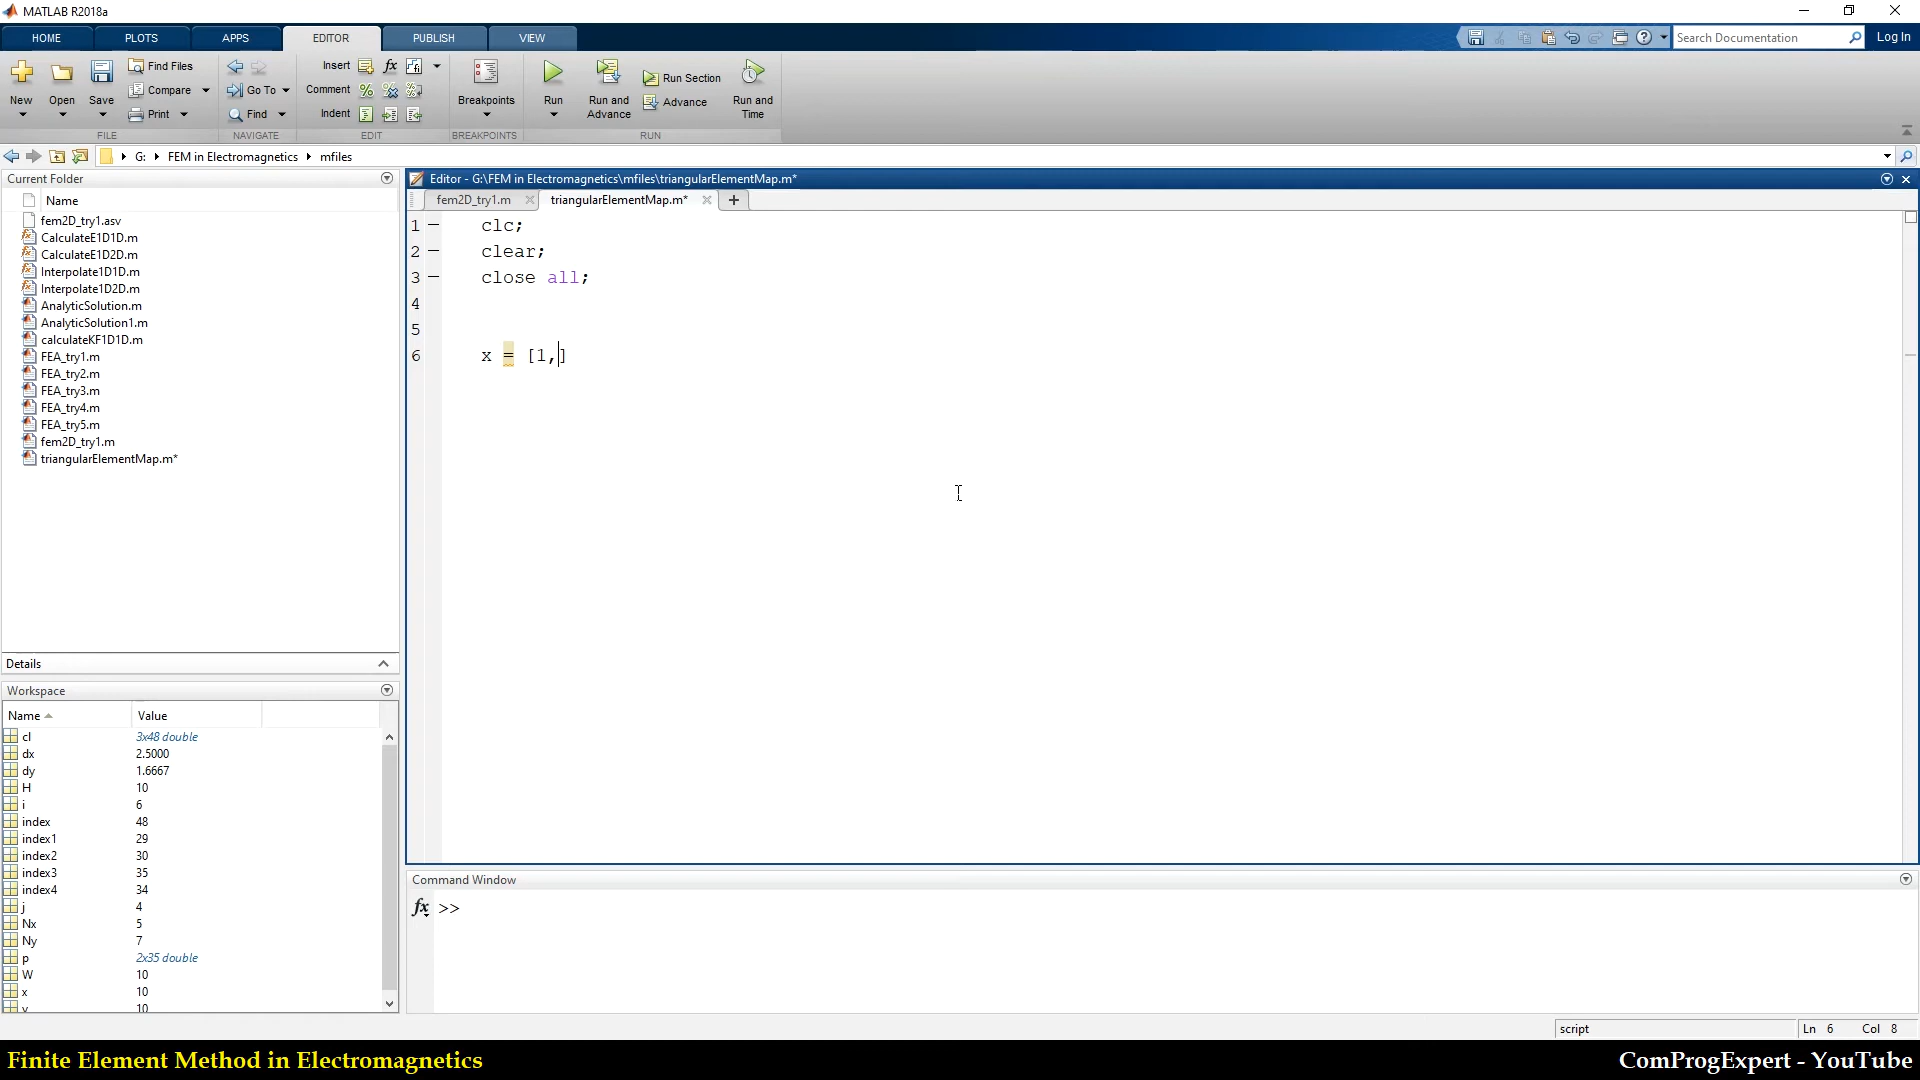 MATLAB R2018a
HOME PLOTS APPS EDITOR PUBLISH VIEW
Search Documentation Log In
New Open Save
Find Files
Compare
Print
FILE
Go To
Find
NAVIGATE
Insert
Comment
Indent
EDIT
Breakpoints
BREAKPOINTS
Run
Run and Advance
Run Section
Advance
Run and Time
RUN
G: FEM in Electromagnetics mfiles
Current Folder
Name
fem2D_try1.asv
CalculateE1D1D.m
CalculateE1D2D.m
Interpolate1D1D.m
Interpolate1D2D.m
AnalyticSolution.m
AnalyticSolution1.m
calculateKF1D1D.m
FEA_try1.m
FEA_try2.m
FEA_try3.m
FEA_try4.m
FEA_try5.m
fem2D_try1.m
triangularElementMap.m*
Details
Workspace
Name Value
cl 3x48 double
dx 2.5000
dy 1.6667
H 10
i 6
index 48
index1 29
index2 30
index3 35
index4 34
j 4
Nx 5
Ny 7
p 2x35 double
W 10
x 10
y 10
Editor - G:\FEM in Electromagnetics\mfiles\triangularElementMap.m*
fem2D_try1.m triangularElementMap.m*
1 clc;
2 clear;
3 close all;
4
5
6 x = [1,]
Command Window
fx >>
script Ln 6 Col 8
Finite Element Method in Electromagnetics
ComProgExpert - YouTube